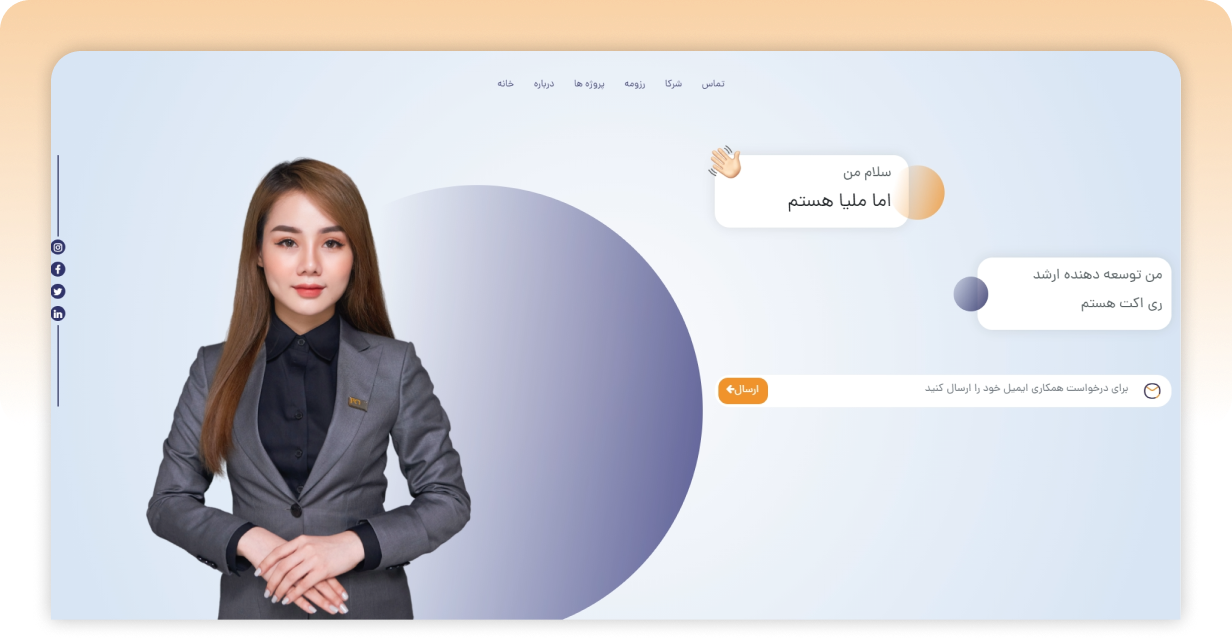 تماس شرکا رزومه پروژه ها درباره خانه
سلام من
اما ملیا هستم
من توسعه دهنده ارشد
ری اکت هستم
برای درخواست همکاری ایمیل خود را ارسال کنید
ارسال